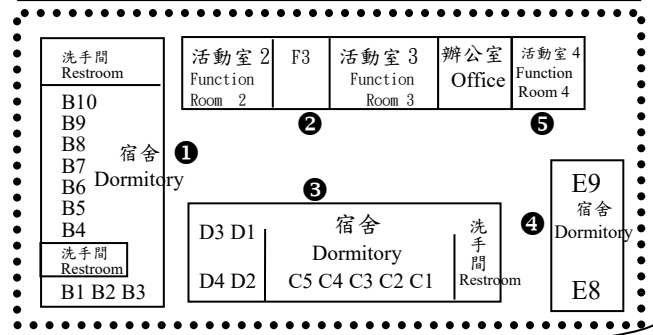 洗手間
Restroom
B10
B9
B8
B7
B6
B5
B4
宿舍
Dormitory
洗手間
Restroom
B1 B2 B3
❶
活動室 2
Function
Room 2
F3
活動室 3
Function
Room 3
辦公室
Office
活動室 4
Function
Room 4
❷
❺
❸
D3 D1
D4 D2
宿舍
Dormitory
C5 C4 C3 C2 C1
洗手間
Restroom
❹
E9
宿舍
Dormitory
E8